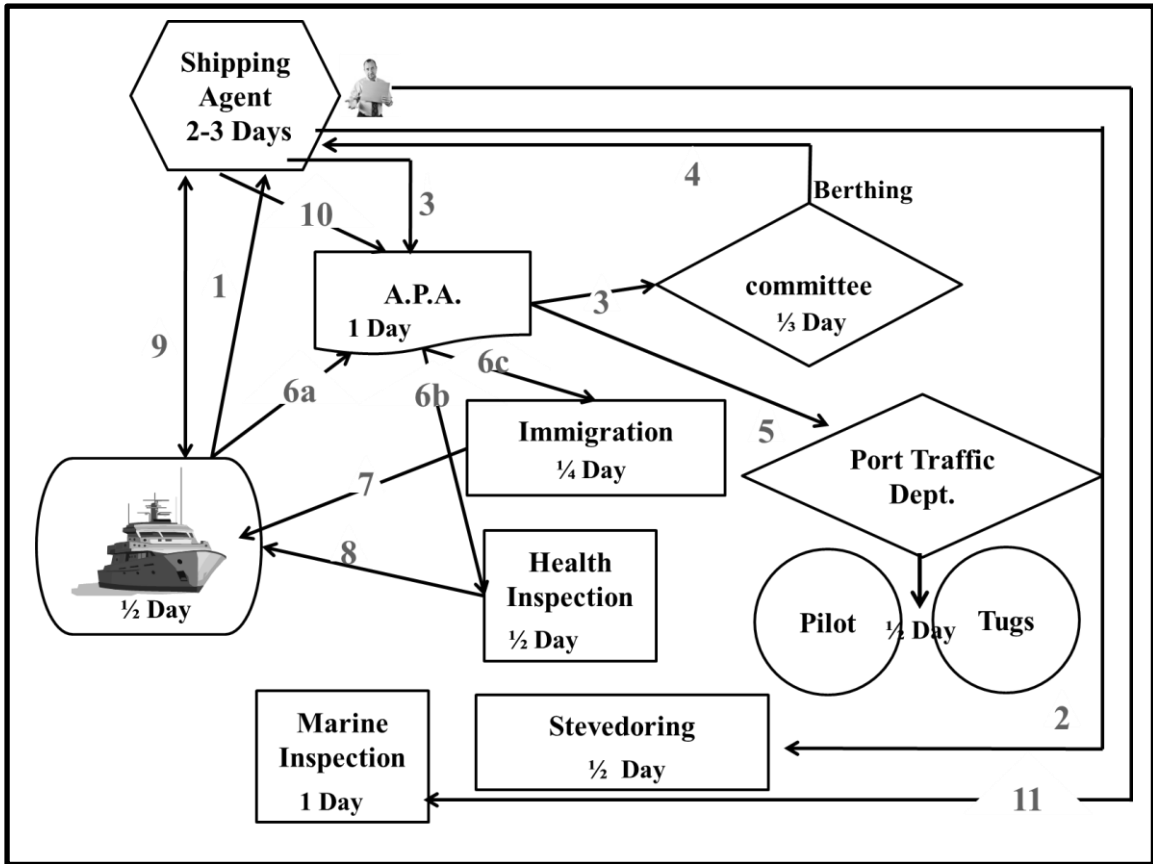 Shipping
Agent
2-3 Days
4
Berthing
10
3
1
A.P.A.
1 Day
3
committee
⅓ Day
9
6a
6b
6c
5
Immigration
¼ Day
Port Traffic
Dept.
7
8
Health
Inspection
½ Day
½ Day
Pilot
½ Day
Tugs
Marine
Inspection
1 Day
Stevedoring
½ Day
2
11